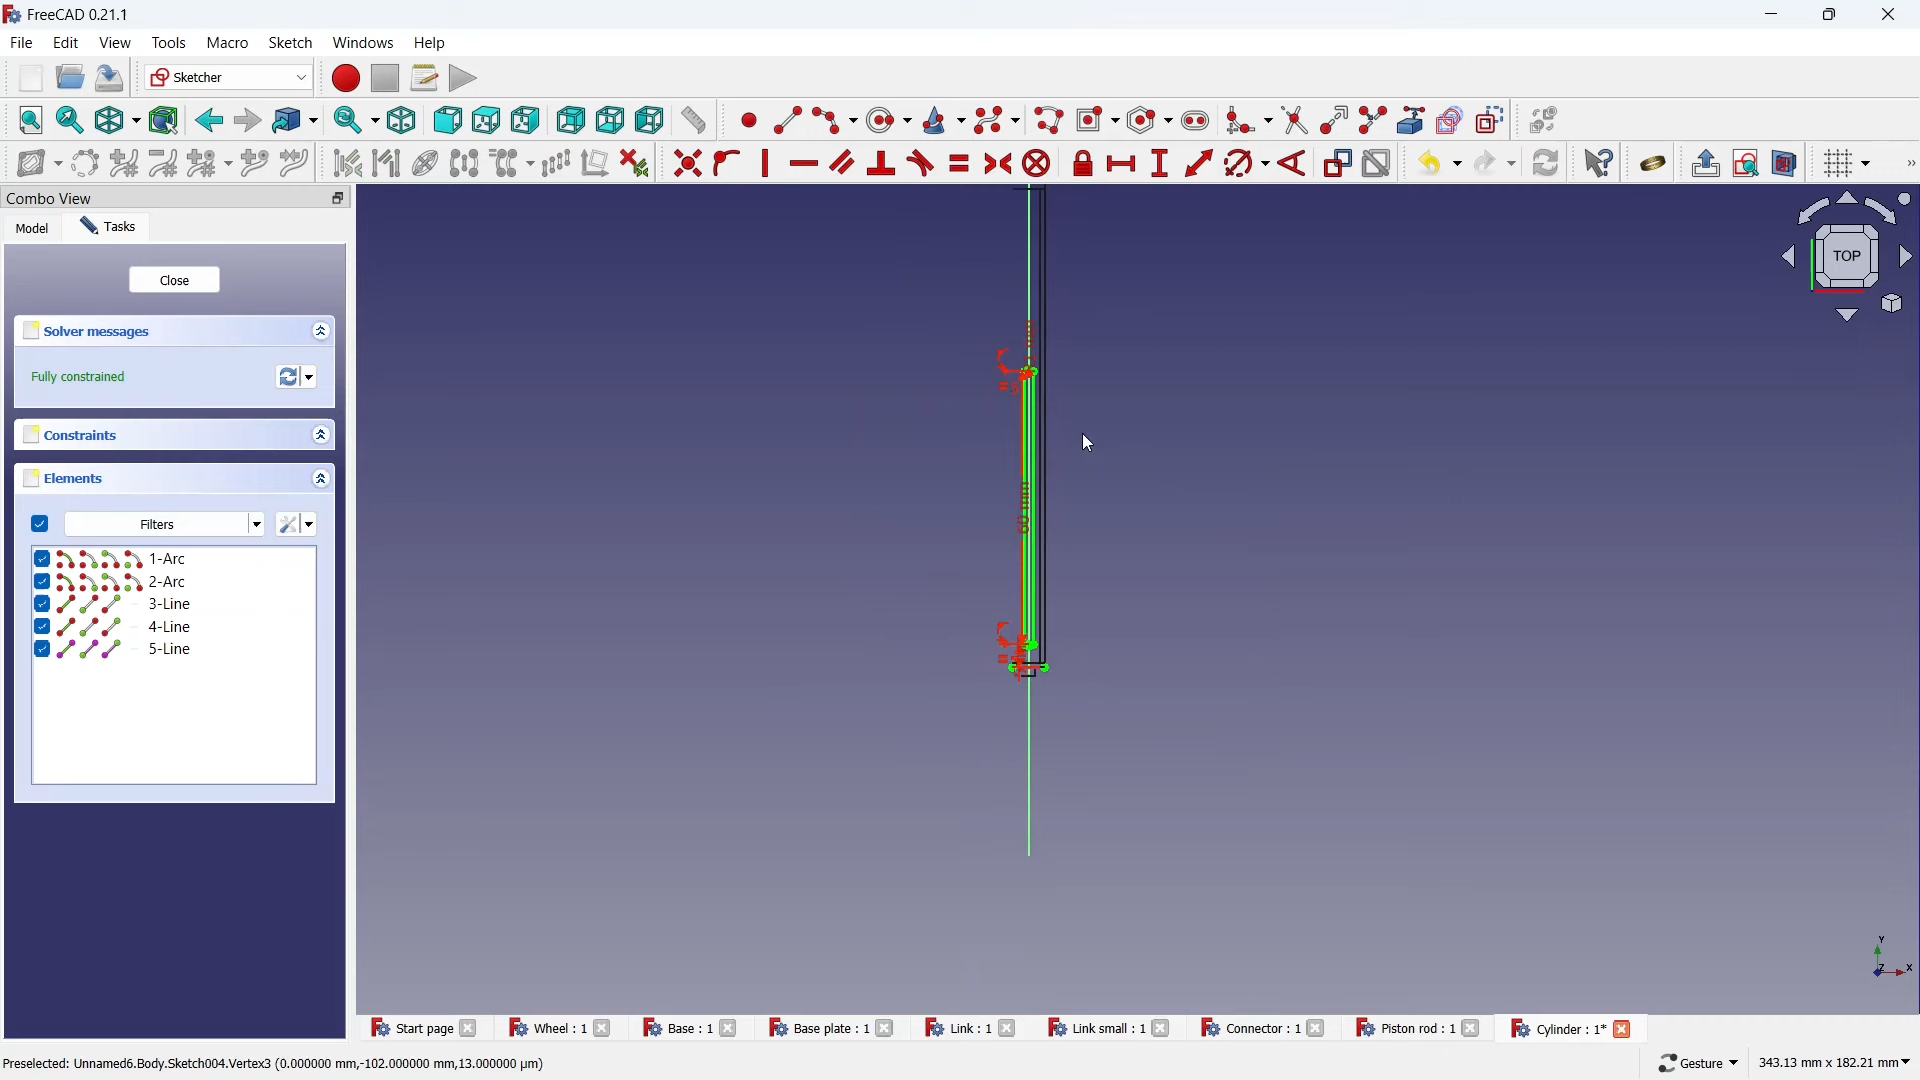 FreeCAD 0.21.1
File Edit View Tools Macro Sketch Windows Help
Sketcher
Combo View
Model Tasks
Close
Solver messages
Fully constrained
Constraints
Elements
Filters
1-Arc
2-Arc
3-Line
4-Line
5-Line
60 mm
TOP
Y
Z X
Start page Wheel : 1 Base : 1 Base plate : 1 Link : 1 Link small : 1 Connector : 1 Piston rod : 1 Cylinder : 1*
Preselected: Unnamed6.Body.Sketch004.Vertex3 (0.000000 mm,-102.000000 mm,13.000000 µm) Gesture 343.13 mm x 182.21 mm